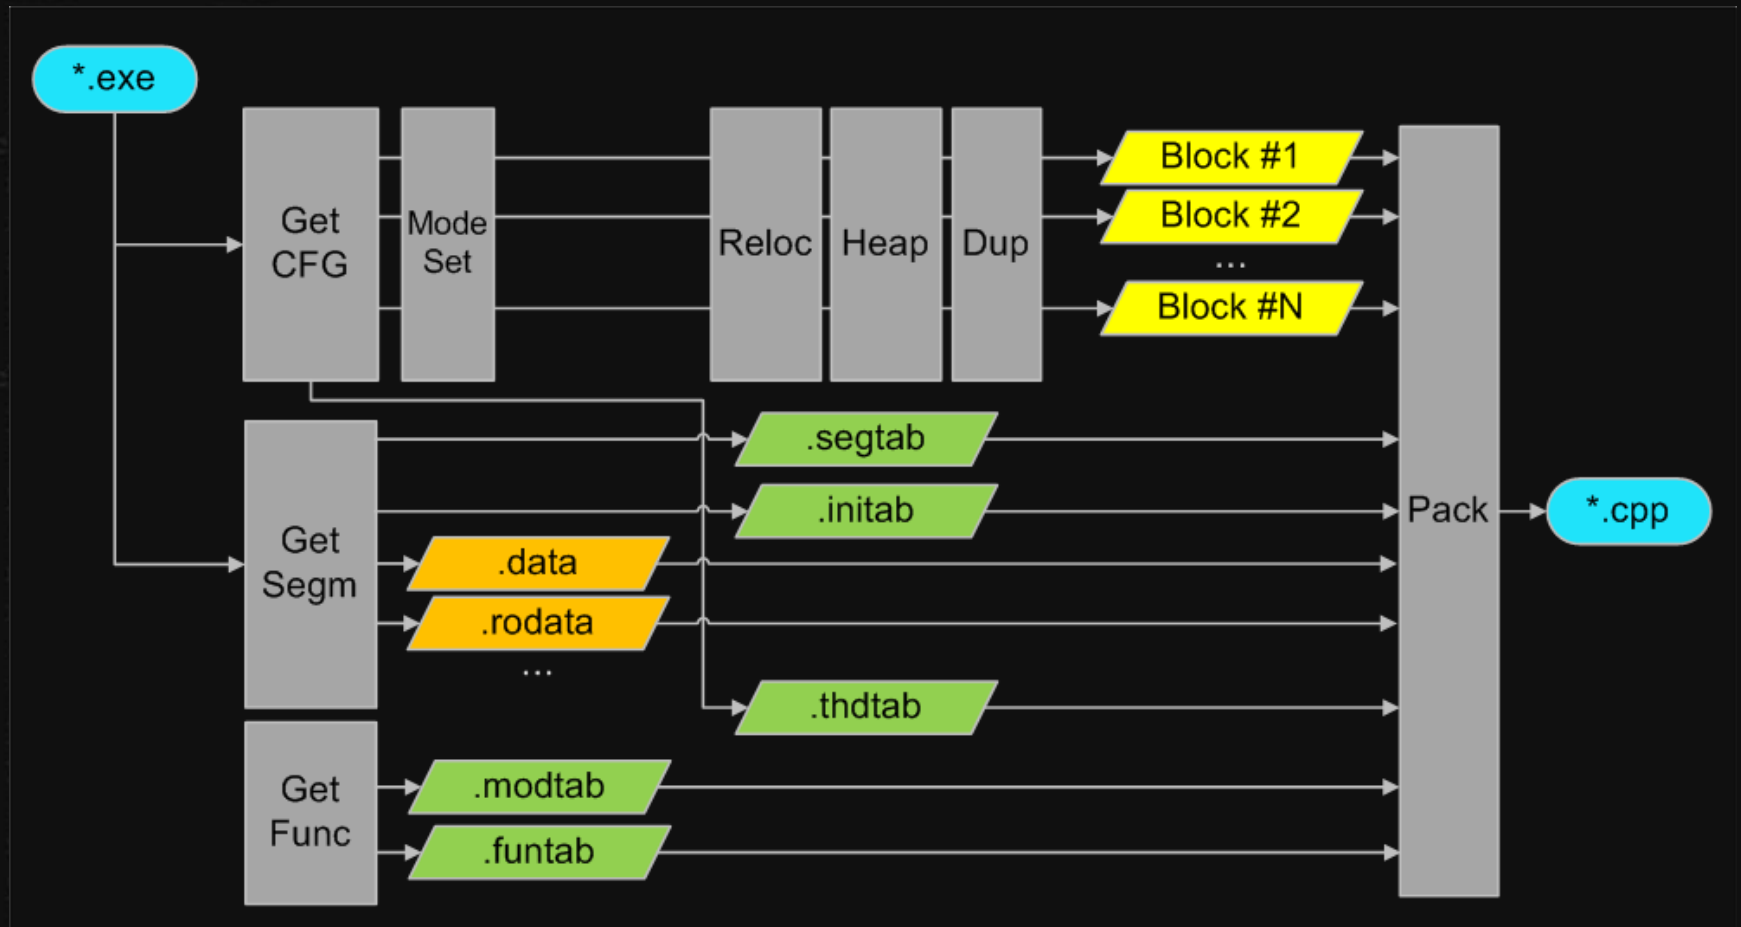 *.exe
Get
CFG
Mode
Set
Reloc
Heap
Dup
Block #1
Block #2
...
Block #N
Get
Segm
.segtab
.initab
.data
.rodata
...
.thdtab
Get
Func
.modtab
.funtab
Pack
*.cpp